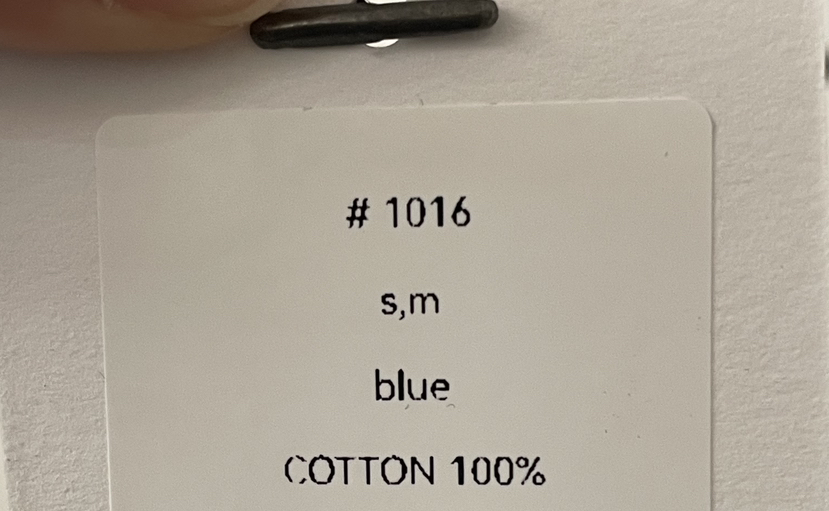 # 1016
s,m
blue
COTTON 100%